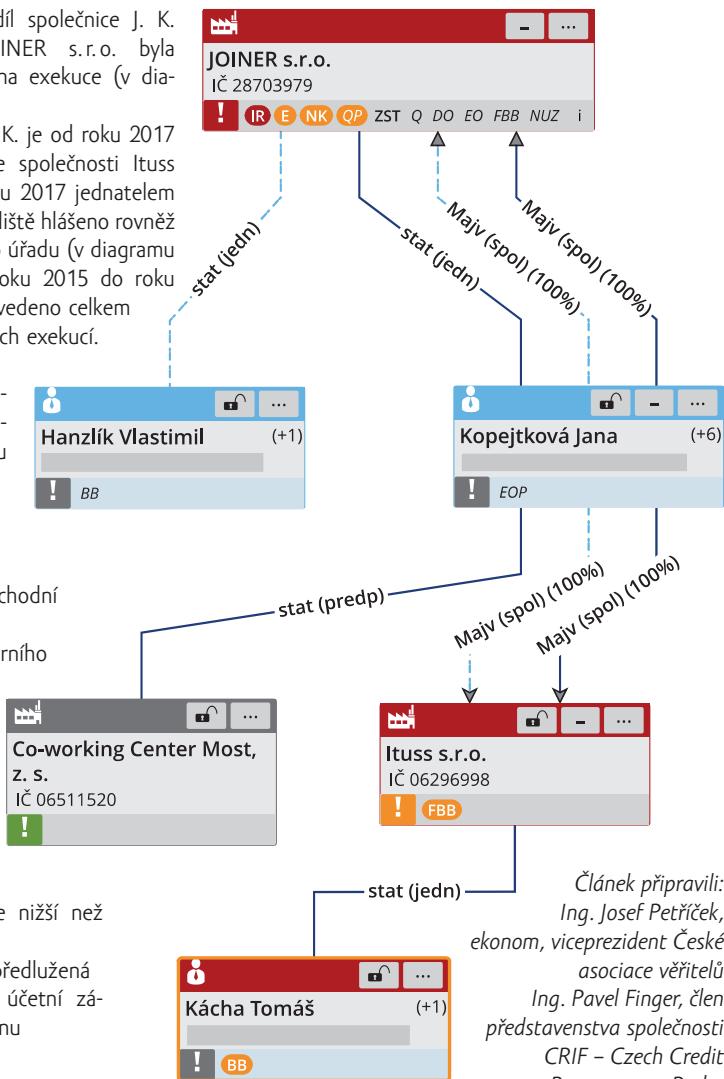 díl společnice J. K.
OINER s.r.o. byla
na exekuce (v dia-
K. je od roku 2017
e společnosti Ituss
u 2017 jednatelem
liště hlášeno rovněž
o úřadu (v diagramu
oku 2015 do roku
vedeno celkem
ch exekucí.
chodní
rního
e nižší než
ředlužená
účetní zá-
nu
JOINER s.r.o.
IČ 28703979
! IR E NK QP ZST Q DO EO FBB NUZ i
stat (jedn)
stat (jedn)
Majv (spol) (100%)
Majv (spol) (100%)
Hanzlík Vlastimil (+1)
! BB
Kopejtková Jana (+6)
! EOP
stat (predp)
Majv (spol) (100%)
Majv (spol) (100%)
Co-working Center Most,
z. s.
IČ 06511520
!
Ituss s.r.o.
IČ 06296998
! FBB
stat (jedn)
Kácha Tomáš (+1)
! BB
Článek připravili:
Ing. Josef Petříček,
ekonom, viceprezident České
asociace věřitelů
Ing. Pavel Finger, člen
představenstva společnosti
CRIF – Czech Credit